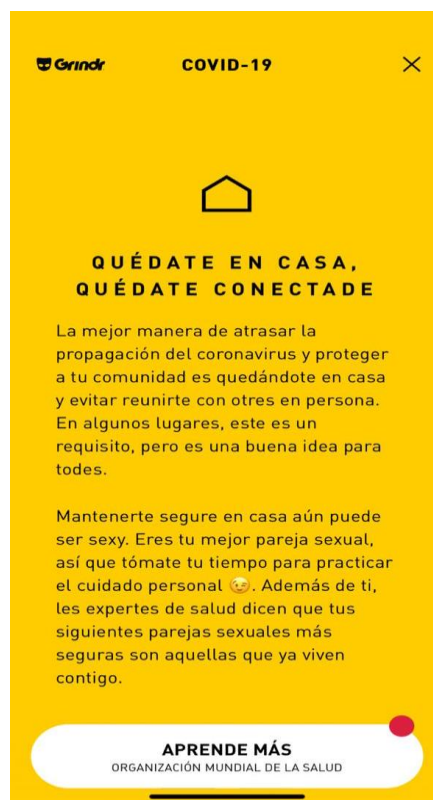 Grindr
COVID-19
QUÉDATE EN CASA,
QUÉDATE CONECTADE
La mejor manera de atrasar la
propagación del coronavirus y proteger
a tu comunidad es quedándote en casa
y evitar reunirte con otres en persona.
En algunos lugares, este es un
requisito, pero es una buena idea para
todes.
Mantenerte segure en casa aún puede
ser sexy. Eres tu mejor pareja sexual,
así que tómate tu tiempo para practicar
el cuidado personal 😉. Además de ti,
les expertes de salud dicen que tus
siguientes parejas sexuales más
seguras son aquellas que ya viven
contigo.
APRENDE MÁS
ORGANIZACIÓN MUNDIAL DE LA SALUD